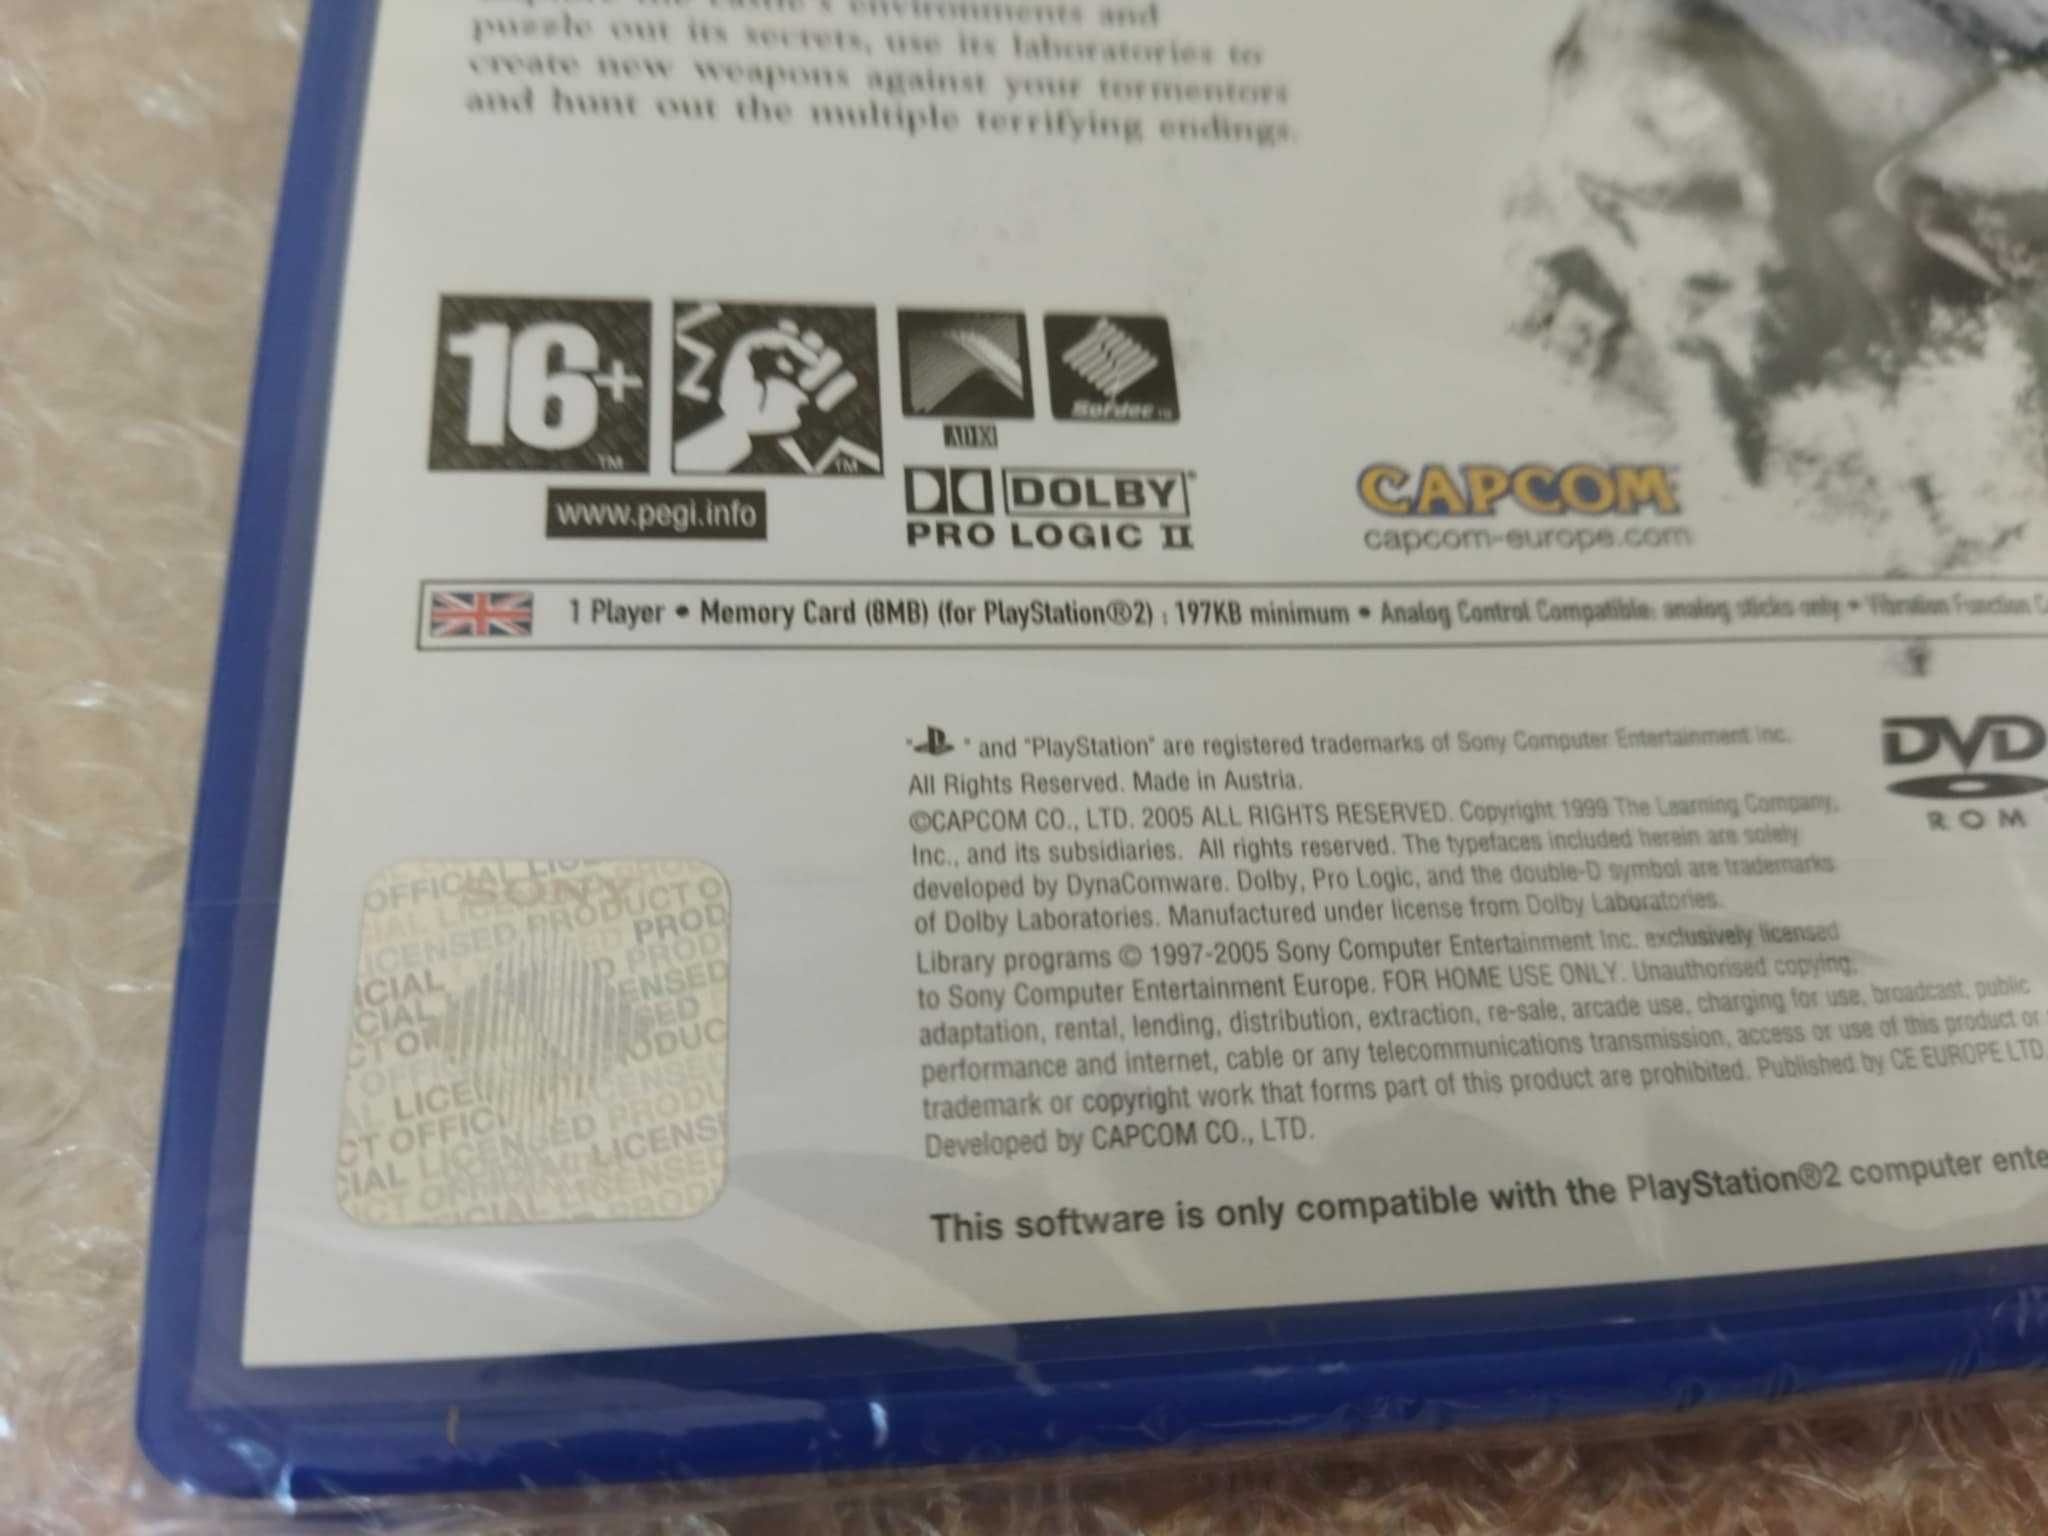 castle's environments and
puzzle out its secrets, use its laboratories to
create new weapons against your tormentors
and hunt out the multiple terrifying endings.
16+
TM
TM
Sofdec TM
www.pegi.info
DOLBY
PRO LOGIC II
CAPCOM
capcom-europe.com
1 Player • Memory Card (8MB) (for PlayStation®2) : 197KB minimum • Analog Control Compatible: analog sticks only • Vibration Function
" " and "PlayStation" are registered trademarks of Sony Computer Entertainment Inc.
All Rights Reserved. Made in Austria.
©CAPCOM CO., LTD. 2005 ALL RIGHTS RESERVED. Copyright 1999 The Learning Company,
Inc., and its subsidiaries. All rights reserved. The typefaces included herein are solely
developed by DynaComware. Dolby, Pro Logic, and the double-D symbol are trademarks
of Dolby Laboratories. Manufactured under license from Dolby Laboratories.
Library programs © 1997-2005 Sony Computer Entertainment Inc. exclusively licensed
to Sony Computer Entertainment Europe. FOR HOME USE ONLY. Unauthorised copying,
adaptation, rental, lending, distribution, extraction, re-sale, arcade use, charging for use, broadcast, public
performance and internet, cable or any telecommunications transmission, access or use of this product or
trademark or copyright work that forms part of this product are prohibited. Published by CE EUROPE LTD.
Developed by CAPCOM CO., LTD.
This software is only compatible with the PlayStation®2 computer ente
DVD
ROM
SONY